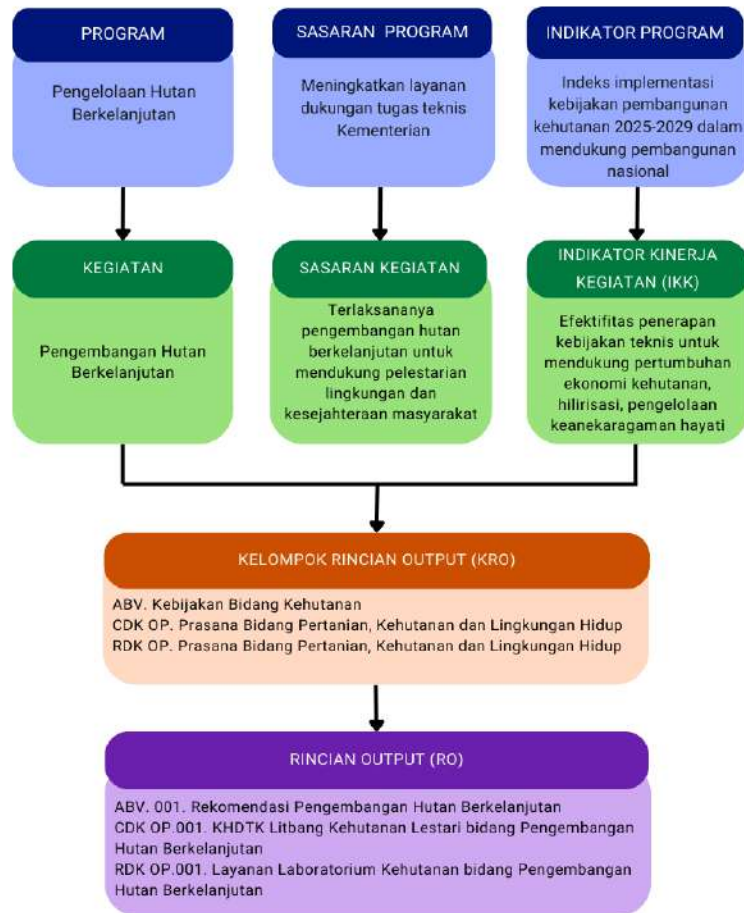 PROGRAM
Pengelolaan Hutan
Berkelanjutan
SASARAN PROGRAM
Meningkatkan layanan
dukungan tugas teknis
Kementerian
INDIKATOR PROGRAM
Indeks implementasi
kebijakan pembangunan
kehutanan 2025-2029 dalam
mendukung pembangunan
nasional
KEGIATAN
Pengembangan Hutan
Berkelanjutan
SASARAN KEGIATAN
Terlaksananya
pengembangan hutan
berkelanjutan untuk
mendukung pelestarian
lingkungan dan
kesejahteraan masyarakat
INDIKATOR KINERJA
KEGIATAN (IKK)
Efektifitas penerapan
kebijakan teknis untuk
mendukung pertumbuhan
ekonomi kehutanan,
hilirisasi, pengelolaan
keanekaragaman hayati
KELOMPOK RINCIAN OUTPUT (KRO)
ABV. Kebijakan Bidang Kehutanan
CDK OP. Prasana Bidang Pertanian, Kehutanan dan Lingkungan Hidup
RDK OP. Prasana Bidang Pertanian, Kehutanan dan Lingkungan Hidup
RINCIAN OUTPUT (RO)
ABV. 001. Rekomendasi Pengembangan Hutan Berkelanjutan
CDK OP.001. KHDTK Litbang Kehutanan Lestari bidang Pengembangan
Hutan Berkelanjutan
RDK OP.001. Layanan Laboratorium Kehutanan bidang Pengembangan
Hutan Berkelanjutan